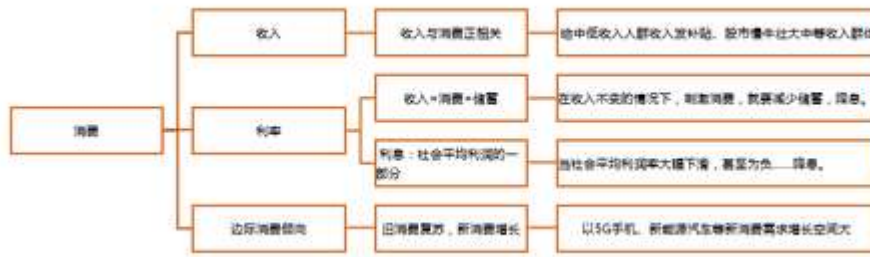 收入
收入与消费正相关
给中低收入人群收入发补贴、股市慢牛壮大中等收入群体
收入=消费+储蓄
在收入不变的情况下，刺激消费，就要减少储蓄，降息。
消费
利率
利息：社会平均利润的一
部分
当社会平均利润率大幅下滑，甚至为负......降息。
边际消费倾向
旧消费复苏，新消费增长
以5G手机、新能源汽车等新消费需求增长空间大